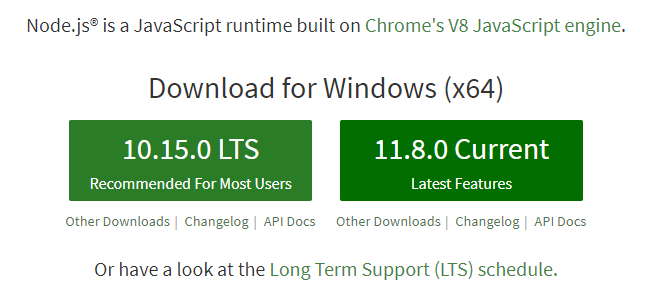 Node.js® is a JavaScript runtime built on Chrome's V8 JavaScript engine.
Download for Windows (x64)
10.15.0 LTS
Recommended For Most Users
11.8.0 Current
Latest Features
Other Downloads | Changelog | API Docs
Other Downloads | Changelog | API Docs
Or have a look at the Long Term Support (LTS) schedule.